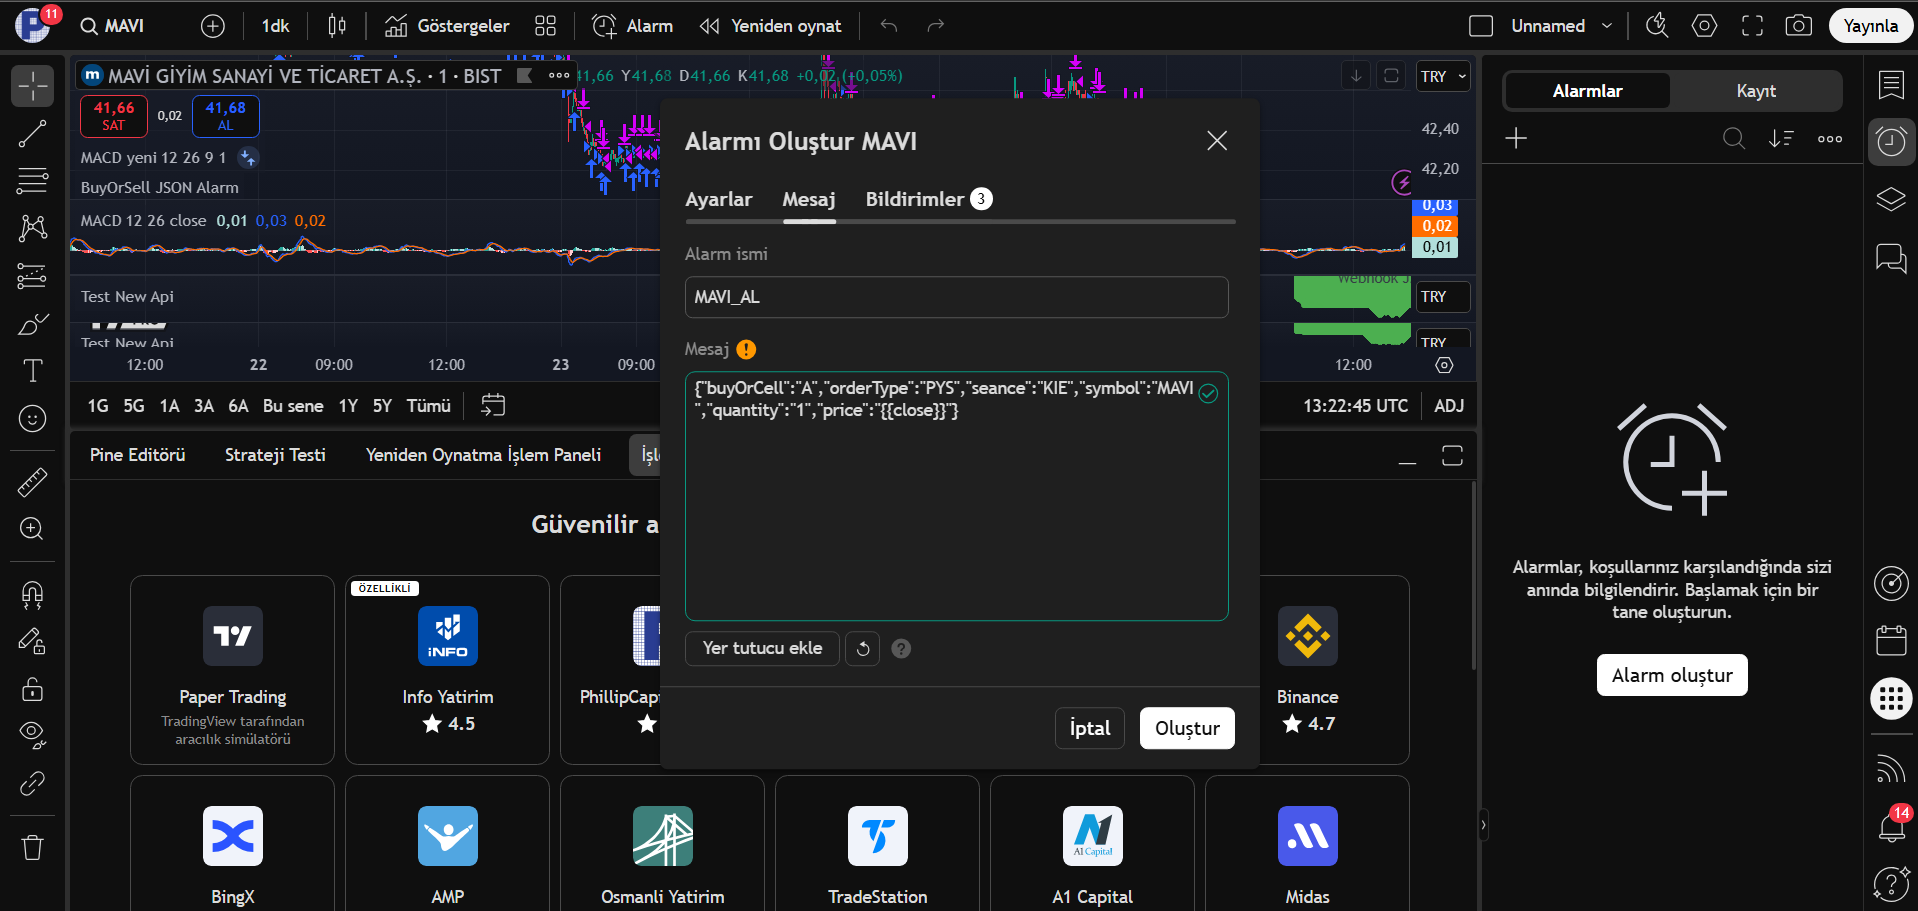 11
MAVI
1dk
Göstergeler
Alarm
Yeniden oynat
Unnamed
Yayınla
m MAVİ GİYİM SANAYİ VE TİCARET A.Ş. · 1 · BIST
41,66 Y41,68 D41,66 K41,68 +0,02 (+0,05%)
TRY
41,66
SAT
0,02
41,68
AL
MACD yeni 12 26 9 1
BuyOrSell JSON Alarm
MACD 12 26 close 0,01 0,03 0,02
Test New Api
Test New Api
42,40
42,20
0,03
0,02
0,01
Webhook J
TRY
TRY
12:00
22
09:00
12:00
23
09:00
12:00
1G 5G 1A 3A 6A Bu sene 1Y 5Y Tümü
13:22:45 UTC
ADJ
Pine Editörü
Strateji Testi
Yeniden Oynatma İşlem Paneli
İşl
Güvenilir a
Paper Trading
TradingView tarafından
aracılık simülatörü
ÖZELLİKLİ
iNFO
Info Yatirim
4.5
PhillipCapi
Binance
4.7
BingX
AMP
Osmanli Yatirim
TradeStation
A1 Capital
A1 Capital
Midas
Alarmı Oluştur MAVI
Ayarlar
Mesaj
Bildirimler 3
Alarm ismi
MAVI_AL
Mesaj
{"buyOrCell":"A","orderType":"PYS","seance":"KIE","symbol":"MAVI
","quantity":"1","price":"{{close}}"}
Yer tutucu ekle
İptal
Oluştur
Alarmlar
Kayıt
Alarmlar, koşullarınız karşılandığında sizi
anında bilgilendirir. Başlamak için bir
tane oluşturun.
Alarm oluştur
14